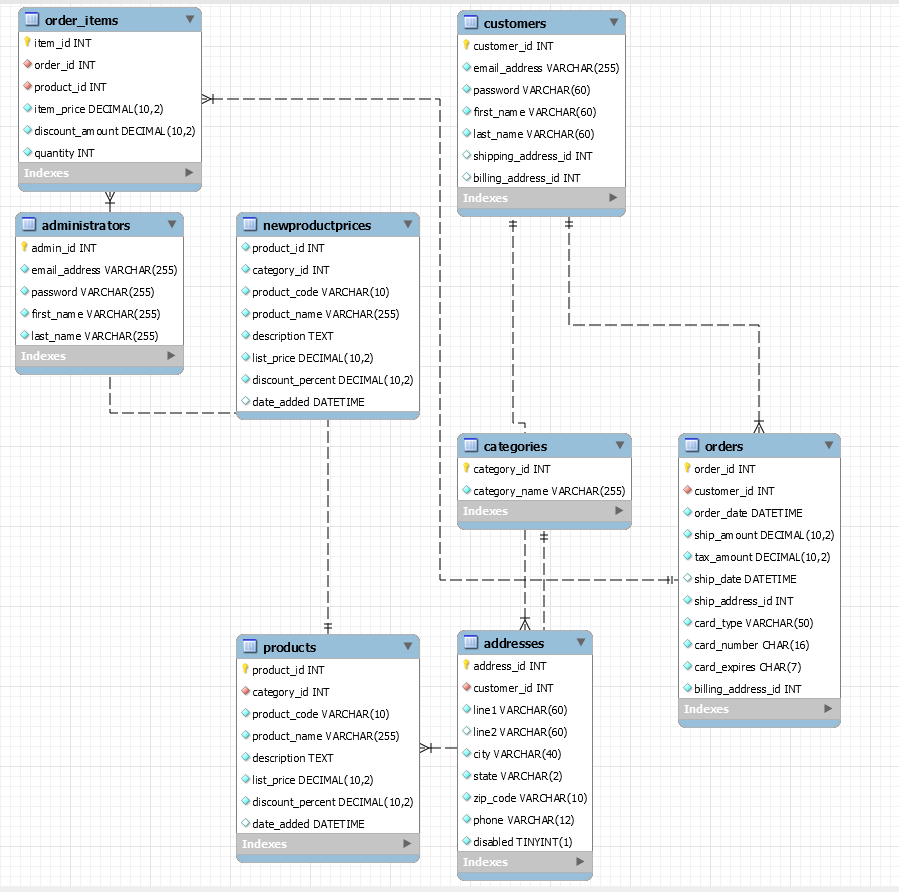 order_items
item_id INT
order_id INT
product_id INT
item_price DECIMAL(10,2)
discount_amount DECIMAL(10,2)
quantity INT
Indexes
customers
customer_id INT
email_address VARCHAR(255)
password VARCHAR(60)
first_name VARCHAR(60)
last_name VARCHAR(60)
shipping_address_id INT
billing_address_id INT
Indexes
administrators
admin_id INT
email_address VARCHAR(255)
password VARCHAR(255)
first_name VARCHAR(255)
last_name VARCHAR(255)
Indexes
newproductprices
product_id INT
category_id INT
product_code VARCHAR(10)
product_name VARCHAR(255)
description TEXT
list_price DECIMAL(10,2)
discount_percent DECIMAL(10,2)
date_added DATETIME
categories
category_id INT
category_name VARCHAR(255)
Indexes
orders
order_id INT
customer_id INT
order_date DATETIME
ship_amount DECIMAL(10,2)
tax_amount DECIMAL(10,2)
ship_date DATETIME
ship_address_id INT
card_type VARCHAR(50)
card_number CHAR(16)
card_expires CHAR(7)
billing_address_id INT
Indexes
products
product_id INT
category_id INT
product_code VARCHAR(10)
product_name VARCHAR(255)
description TEXT
list_price DECIMAL(10,2)
discount_percent DECIMAL(10,2)
date_added DATETIME
Indexes
addresses
address_id INT
customer_id INT
line1 VARCHAR(60)
line2 VARCHAR(60)
city VARCHAR(40)
state VARCHAR(2)
zip_code VARCHAR(10)
phone VARCHAR(12)
disabled TINYINT(1)
Indexes